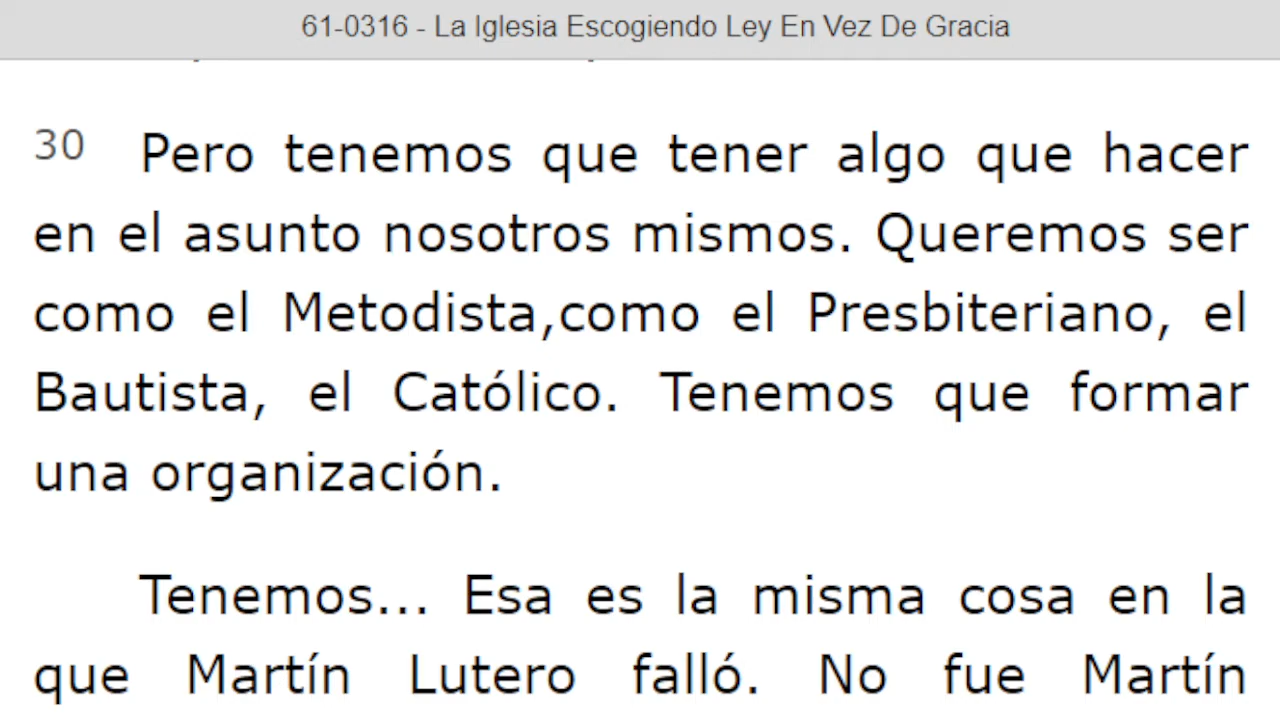 61-0316 - La Iglesia Escogiendo Ley En Vez De Gracia
30 Pero tenemos que tener algo que hacer
en el asunto nosotros mismos. Queremos ser
como el Metodista,como el Presbiteriano, el
Bautista, el Católico. Tenemos que formar
una organización.
Tenemos... Esa es la misma cosa en la
que Martín Lutero falló. No fue Martín